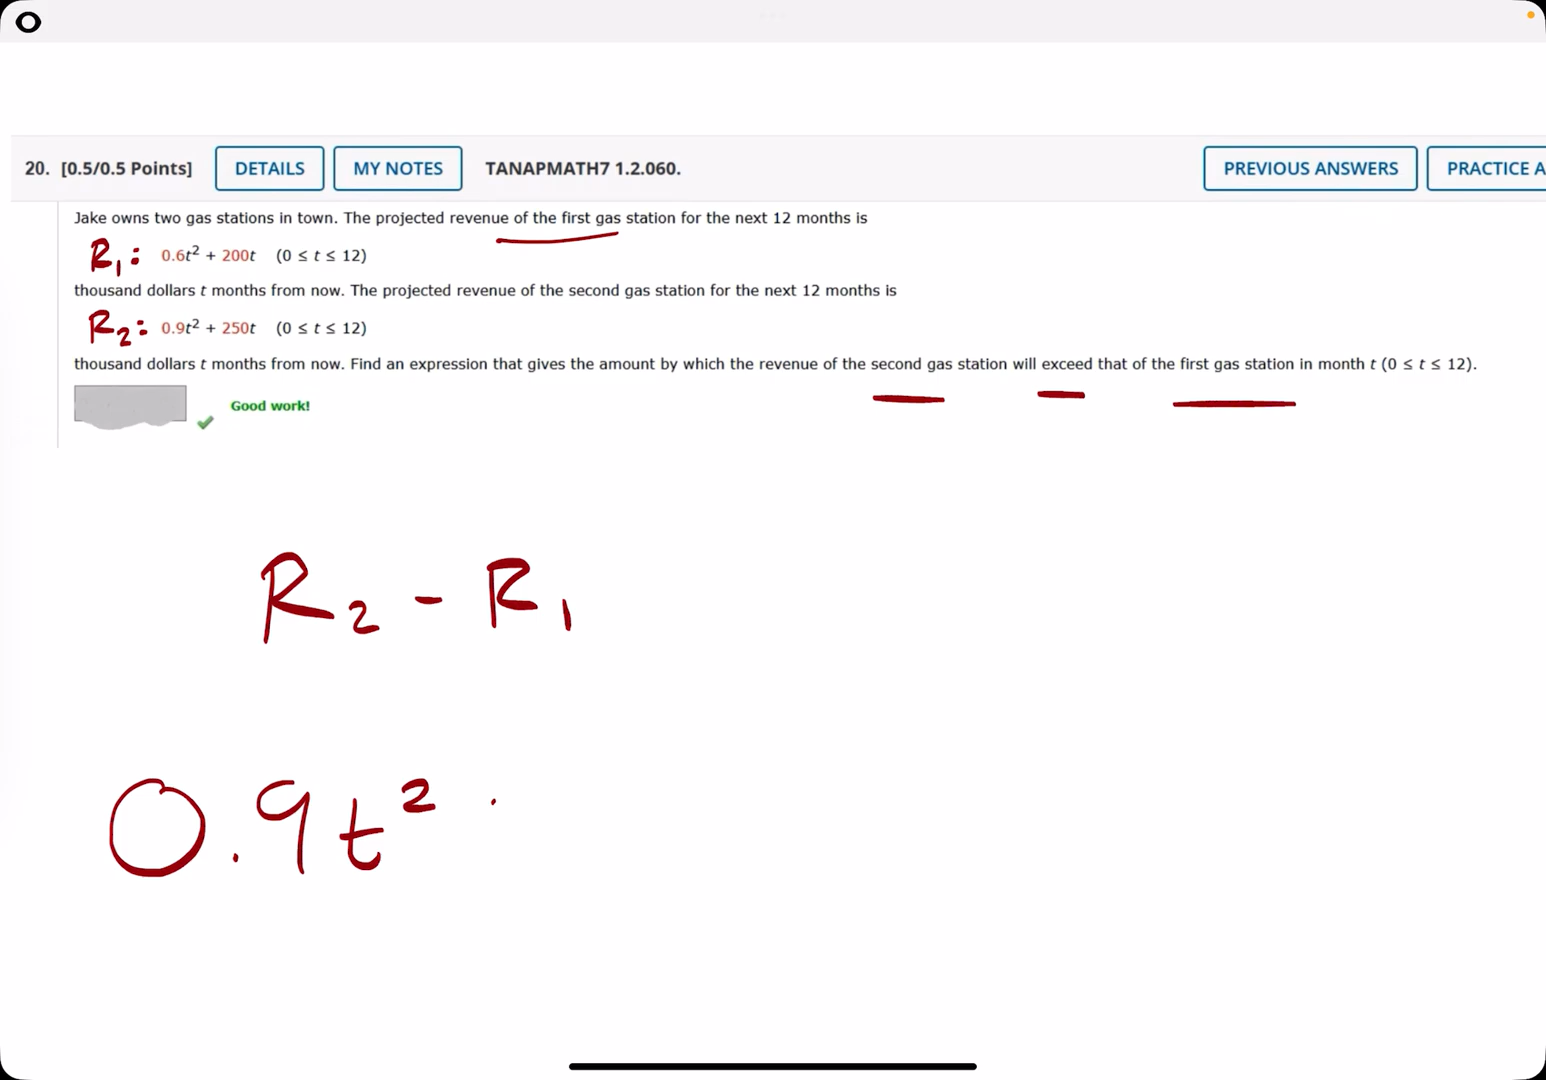 20. [0.5/0.5 Points] DETAILS MY NOTES TANAPMATH7 1.2.060. PREVIOUS ANSWERS PRACTICE A
Jake owns two gas stations in town. The projected revenue of the first gas station for the next 12 months is
R₁: 0.6t² + 200t (0 ≤ t ≤ 12)
thousand dollars t months from now. The projected revenue of the second gas station for the next 12 months is
R₂: 0.9t² + 250t (0 ≤ t ≤ 12)
thousand dollars t months from now. Find an expression that gives the amount by which the revenue of the second gas station will exceed that of the first gas station in month t (0 ≤ t ≤ 12).
Good work!
R₂ - R₁
0.9t²